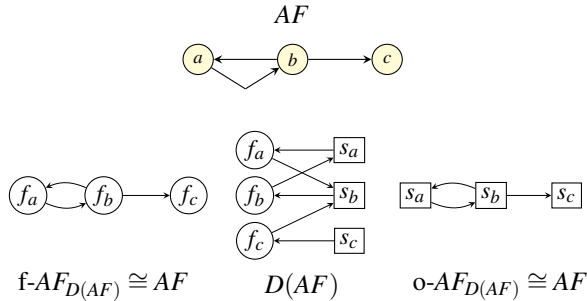 AF
a b c
f_a s_a
f_a f_b f_c f_b s_b s_a s_b s_c
f_c s_c
f-AF_{D(AF)} ≅ AF D(AF) o-AF_{D(AF)} ≅ AF